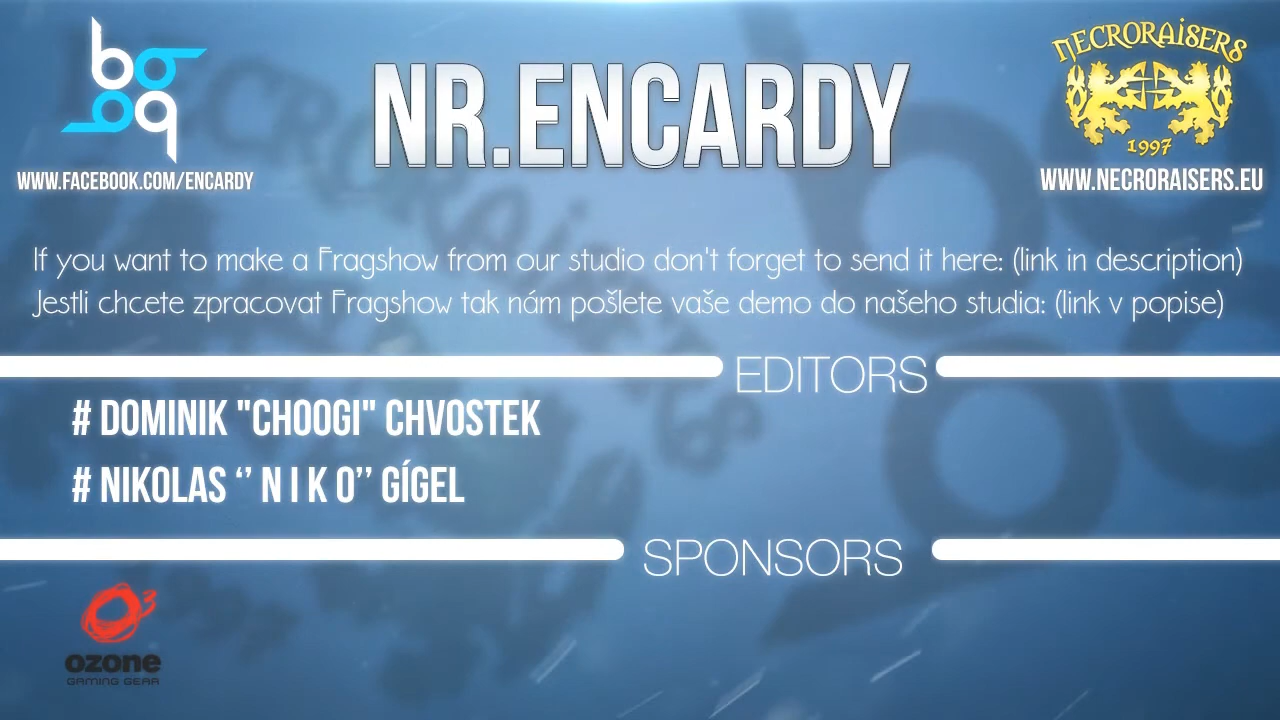 NR.ENCARDY
NECRORAISERS
1997
WWW.FACEBOOK.COM/ENCARDY
WWW.NECRORAISERS.EU
If you want to make a Fragshow from our studio don't forget to send it here: (link in description)
Jestli chcete zpracovat Fragshow tak nám pošlete vaše demo do našeho studia: (link v popise)
EDITORS
# DOMINIK "CHOOGI" CHVOSTEK
# NIKOLAS ‘’ N I K O’’ GÍGEL
SPONSORS
O3
ozone
GAMING GEAR